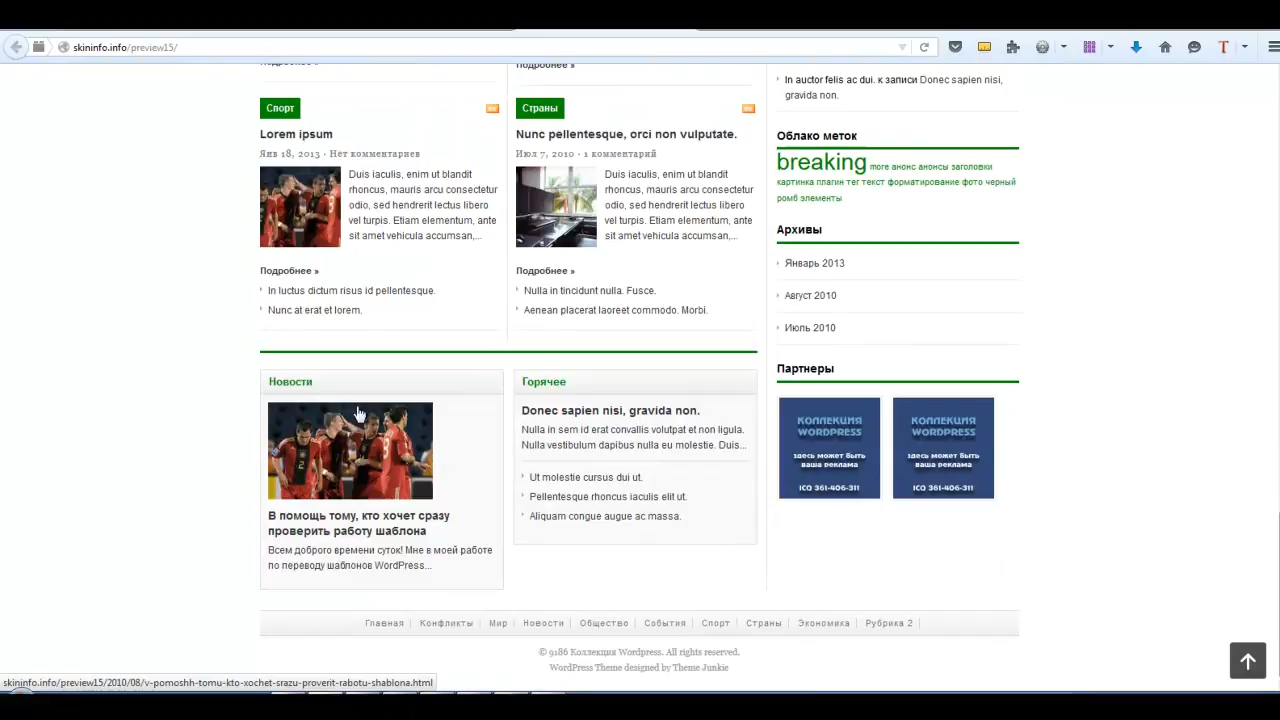 skininfo.info/preview15/
T
Подробнее »
Спорт
Lorem ipsum
Янв 18, 2013 · Нет комментариев
Duis iaculis, enim ut blandit
rhoncus, mauris arcu consectetur
odio, sed hendrerit lectus libero
vel turpis. Etiam elementum, ante
sit amet vehicula accumsan,...
Подробнее »
In luctus dictum risus id pellentesque.
Nunc at erat et lorem.
Подробнее »
Страны
Nunc pellentesque, orci non vulputate.
Июл 7, 2010 · 1 комментарий
Duis iaculis, enim ut blandit
rhoncus, mauris arcu consectetur
odio, sed hendrerit lectus libero
vel turpis. Etiam elementum, ante
sit amet vehicula accumsan,...
Подробнее »
Nulla in tincidunt nulla. Fusce.
Aenean placerat laoreet commodo. Morbi.
Новости
В помощь тому, кто хочет сразу
проверить работу шаблона
Всем доброго времени суток! Мне в моей работе
по переводу шаблонов WordPress...
Горячее
Donec sapien nisi, gravida non.
Nulla in sem id erat convallis volutpat et non ligula.
Nulla vestibulum dapibus nulla eu molestie. Duis...
Ut molestie cursus dui ut.
Pellentesque rhoncus iaculis elit ut.
Aliquam congue augue ac massa.
In auctor felis ac dui. к записи Donec sapien nisi,
gravida non.
Облако меток
breaking more анонс анонсы заголовки
картинка плагин тег текст форматирование фото черный
ромб элементы
Архивы
Январь 2013
Август 2010
Июль 2010
Партнеры
КОЛЛЕКЦИЯ
WORDPRESS
здесь может быть
ваша реклама
ICQ 361-406-311
КОЛЛЕКЦИЯ
WORDPRESS
здесь может быть
ваша реклама
ICQ 361-406-311
Главная | Конфликты | Мир | Новости | Общество | События | Спорт | Страны | Экономика | Рубрика 2 |
© 9186 Коллекция Wordpress. All rights reserved.
WordPress Theme designed by Theme Junkie
skininfo.info/preview15/2010/08/v-pomoshh-tomu-kto-xochet-srazu-proverit-rabotu-shablona.html